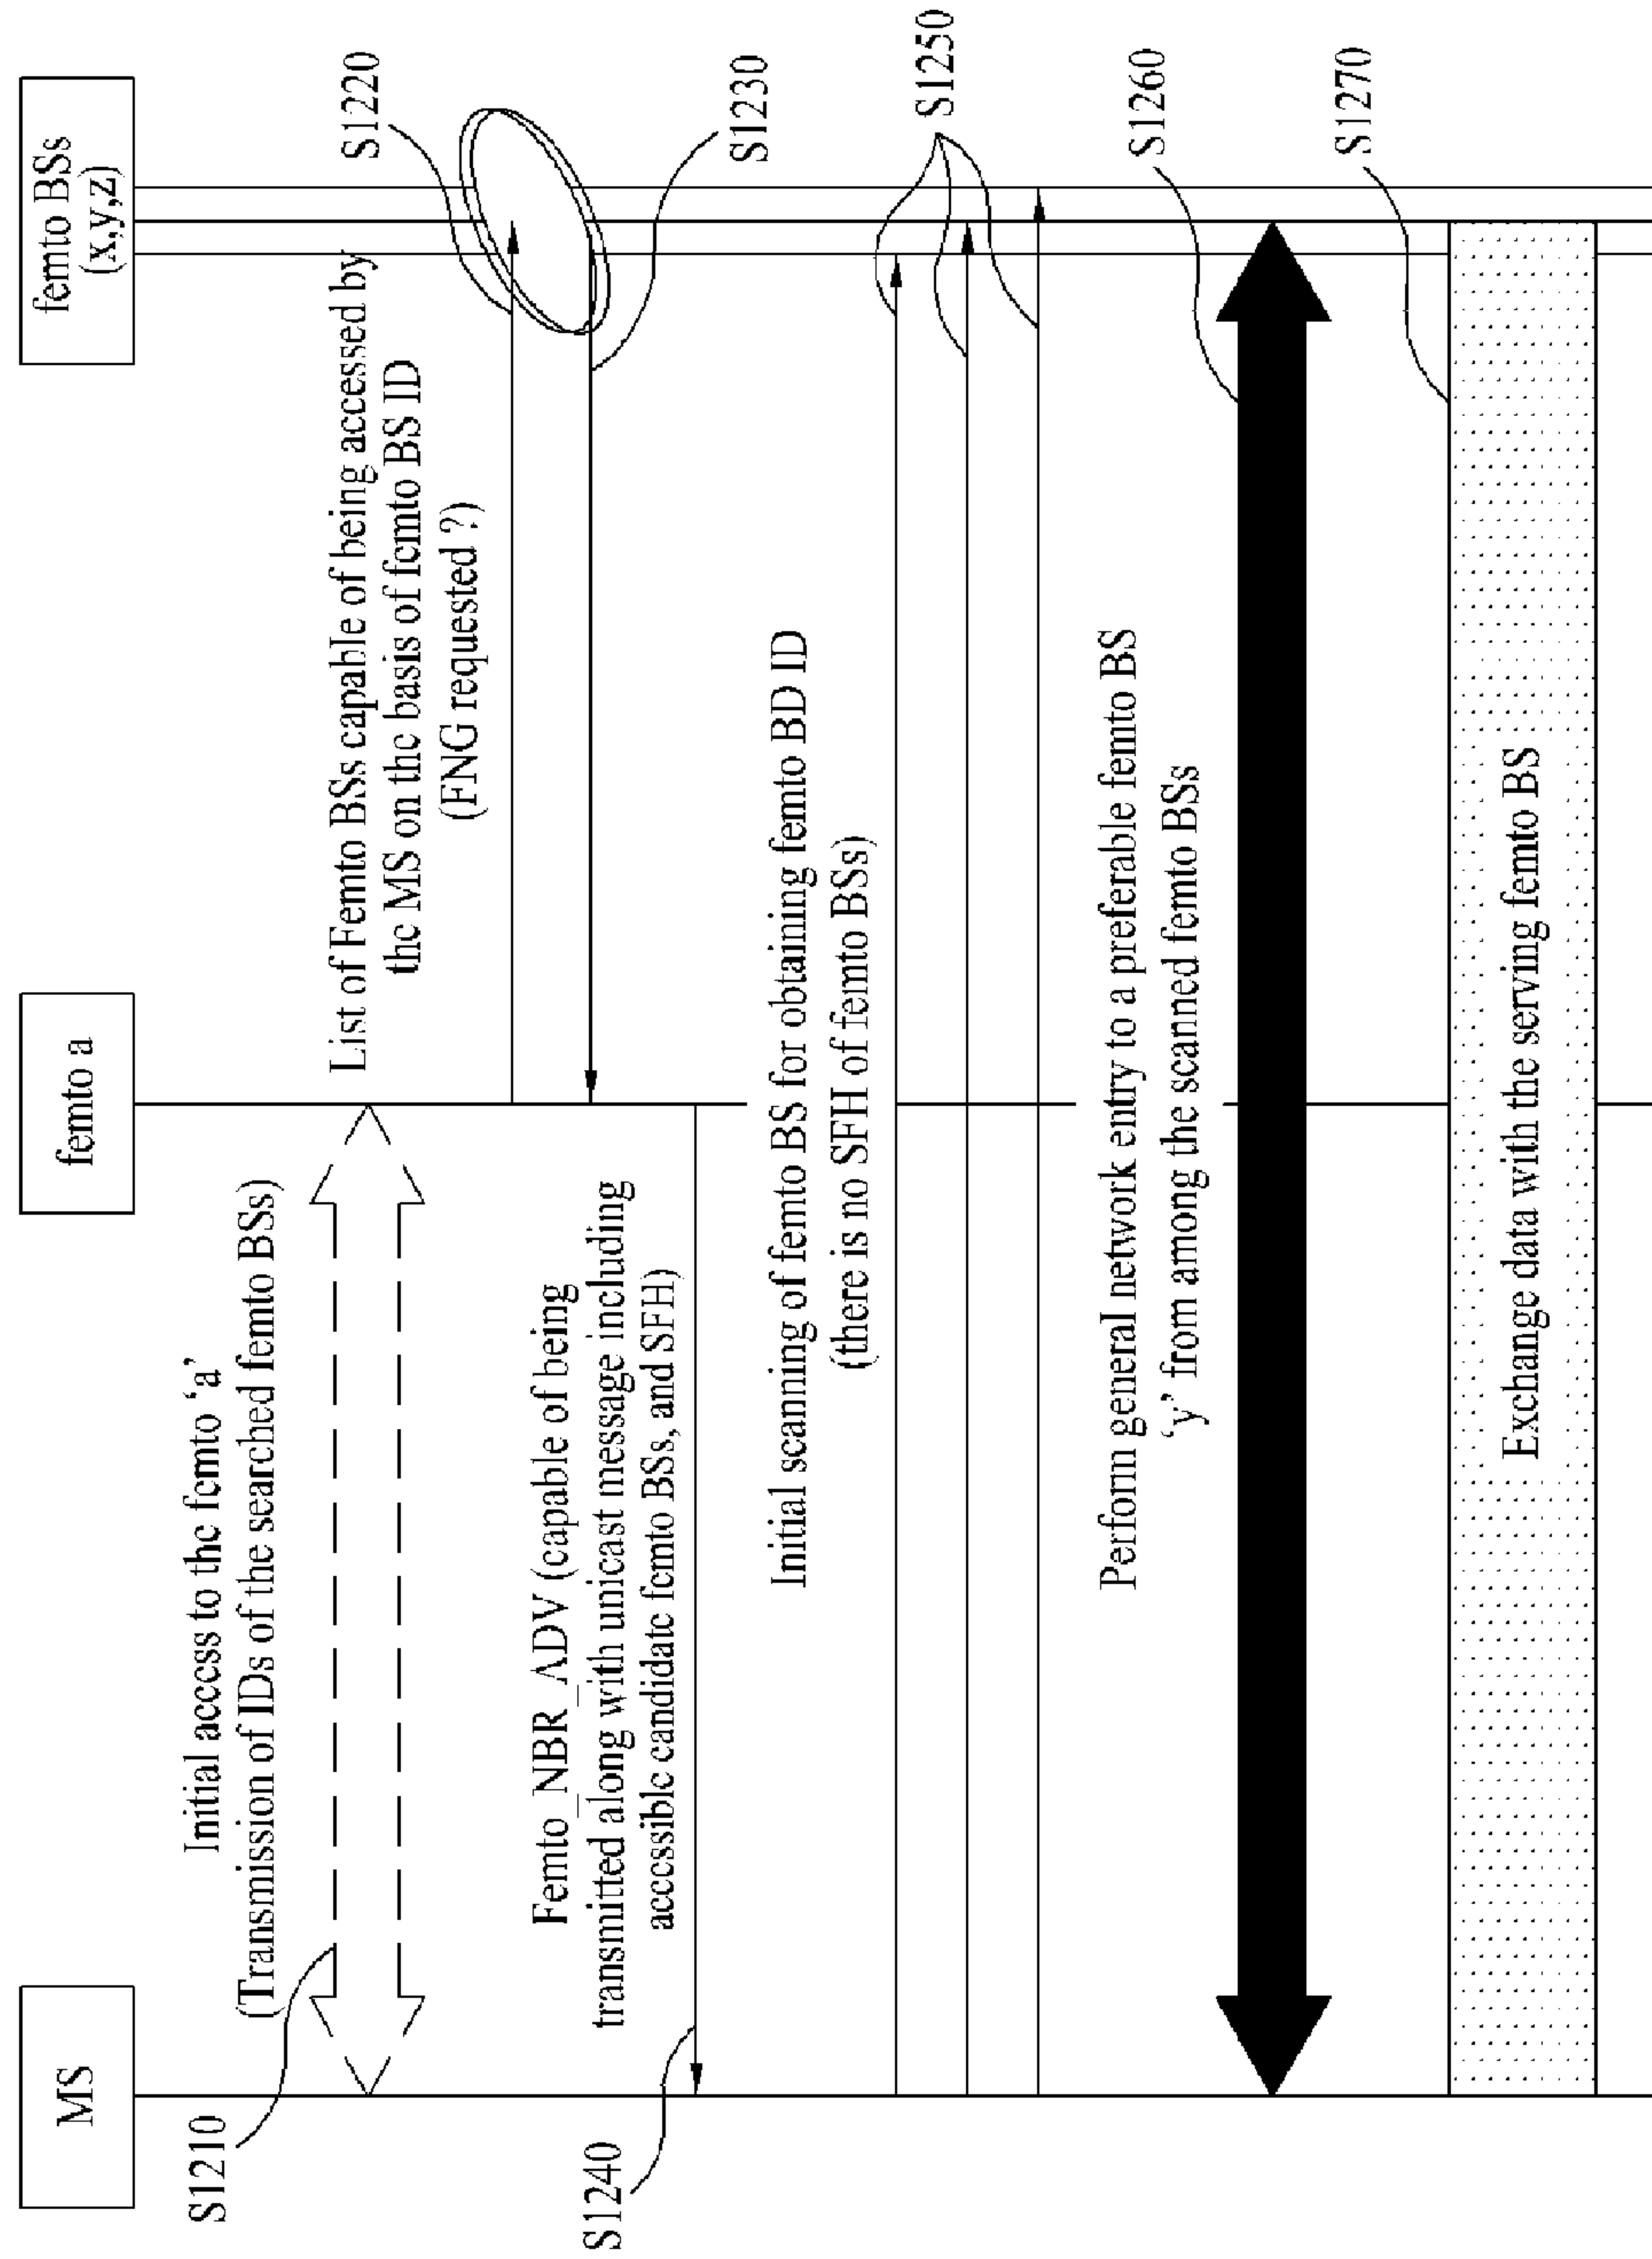 MS
femto a
femto BSs
(x,y,z)
Initial access to the femto ‘a’
(Transmission of IDs of the searched femto BSs)
S1210
List of Femto BSs capable of being accessed by
the MS on the basis of femto BS ID
(FNG requested ?)
S1220
S1230
Femto_NBR_ADV (capable of being
transmitted along with unicast message including
accessible candidate femto BSs, and SFH)
S1240
Initial scanning of femto BS for obtaining femto BD ID
(there is no SFH of femto BSs)
S1250
Perform general network entry to a preferable femto BS
‘y’ from among the scanned femto BSs
S1260
S1270
Exchange data with the serving femto BS